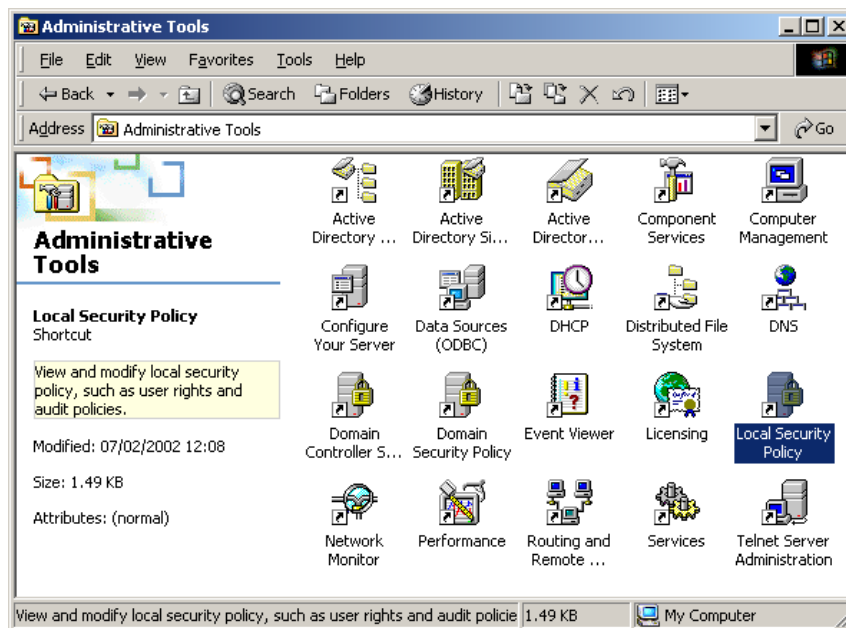 Administrative Tools
File Edit View Favorites Tools Help
Back Search Folders History
Address Administrative Tools Go
Administrative
Tools
Local Security Policy
Shortcut
View and modify local security
policy, such as user rights and
audit policies.
Modified: 07/02/2002 12:08
Size: 1.49 KB
Attributes: (normal)
Active
Directory ...
Active
Directory Si...
Active
Director...
Component
Services
Computer
Management
Configure
Your Server
Data Sources
(ODBC)
DHCP
Distributed File
System
DNS
Domain
Controller S...
Domain
Security Policy
Event Viewer
Licensing
Local Security
Policy
Network
Monitor
Performance
Routing and
Remote ...
Services
Telnet Server
Administration
View and modify local security policy, such as user rights and audit policie 1.49 KB My Computer